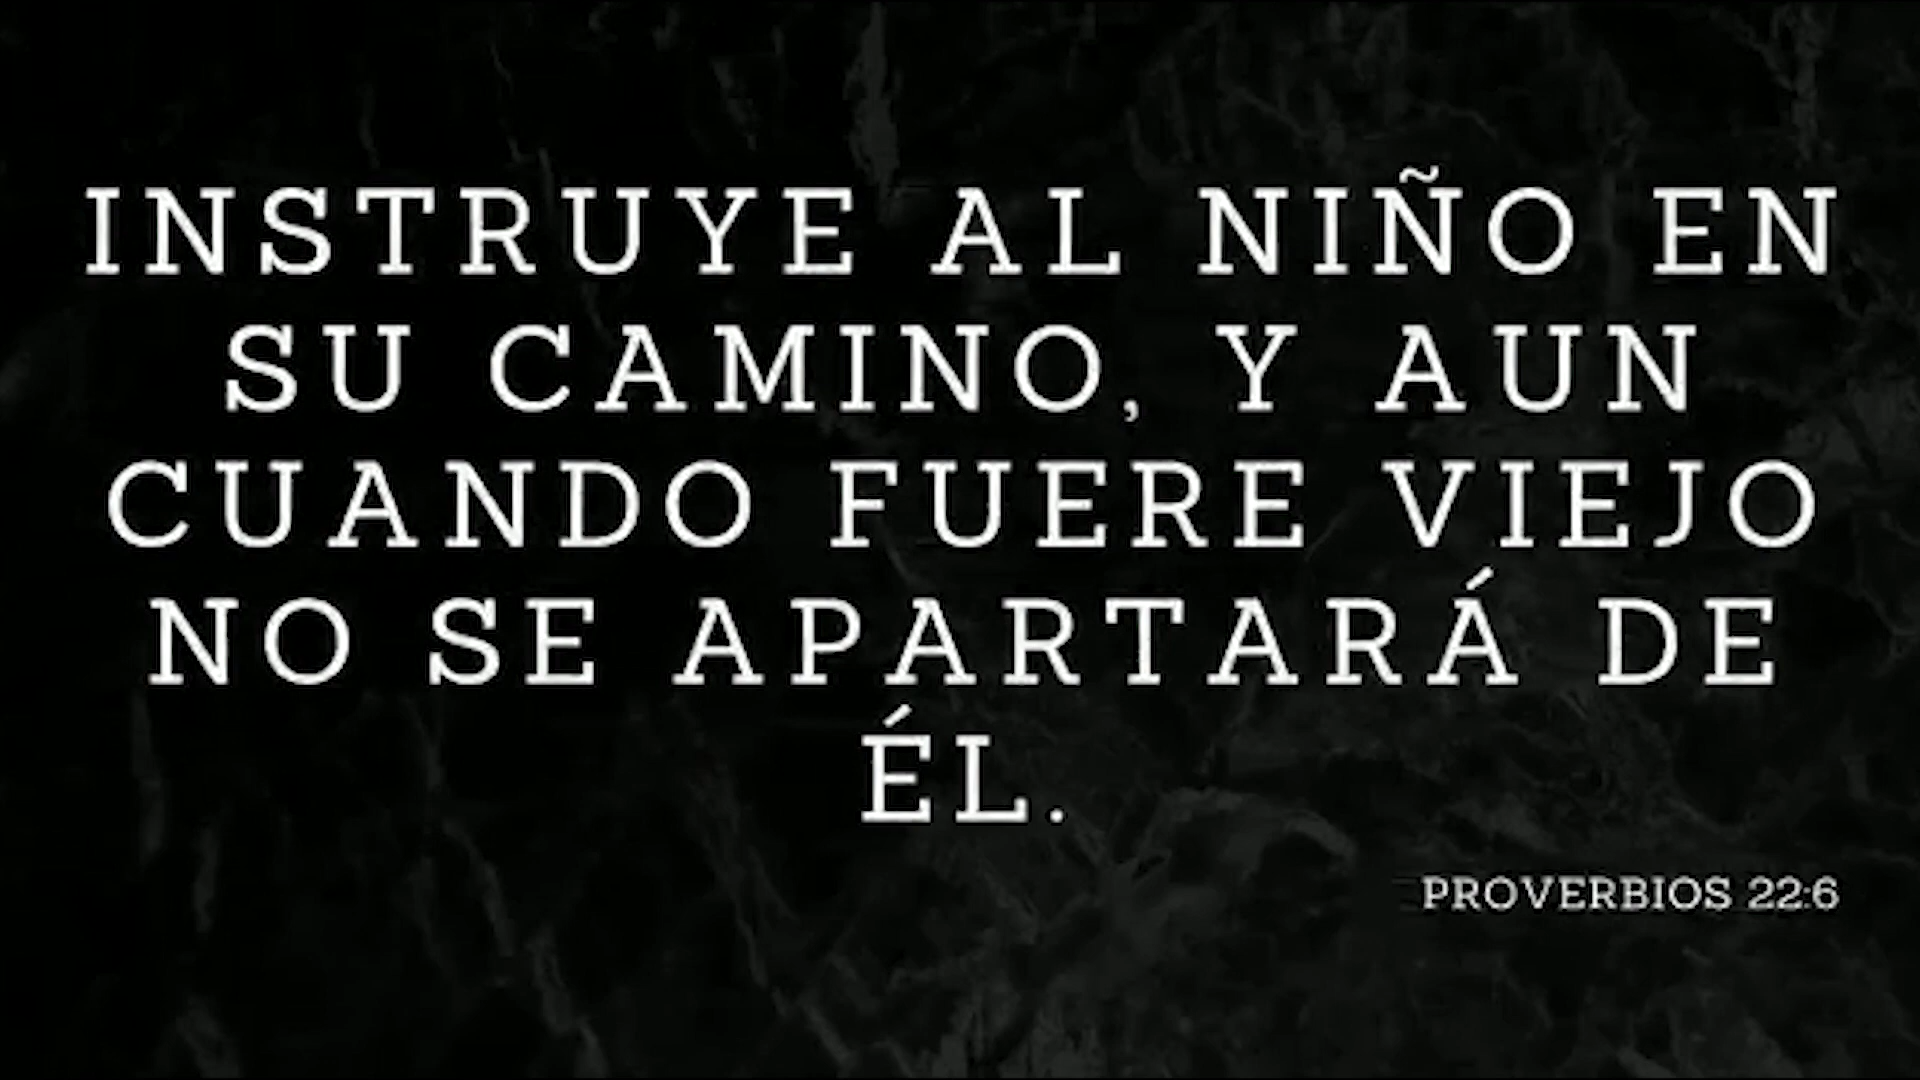 INSTRUYE AL NIÑO EN
SU CAMINO, Y AUN
CUANDO FUERE VIEJO
NO SE APARTARÁ DE
ÉL.
PROVERBIOS 22:6